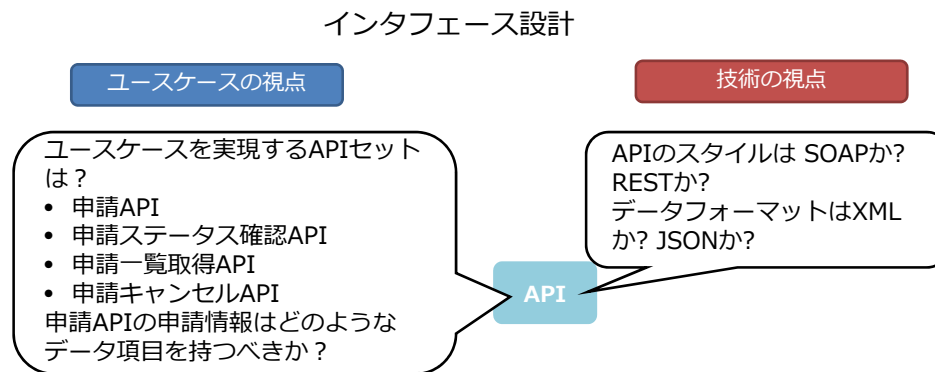 インタフェース設計
ユースケースの視点
技術の視点
ユースケースを実現するAPIセット
は？
• 申請API
• 申請ステータス確認API
• 申請一覧取得API
• 申請キャンセルAPI
申請APIの申請情報はどのような
データ項目を持つべきか？
APIのスタイルは SOAPか?
RESTか?
データフォーマットはXML
か? JSONか?
API